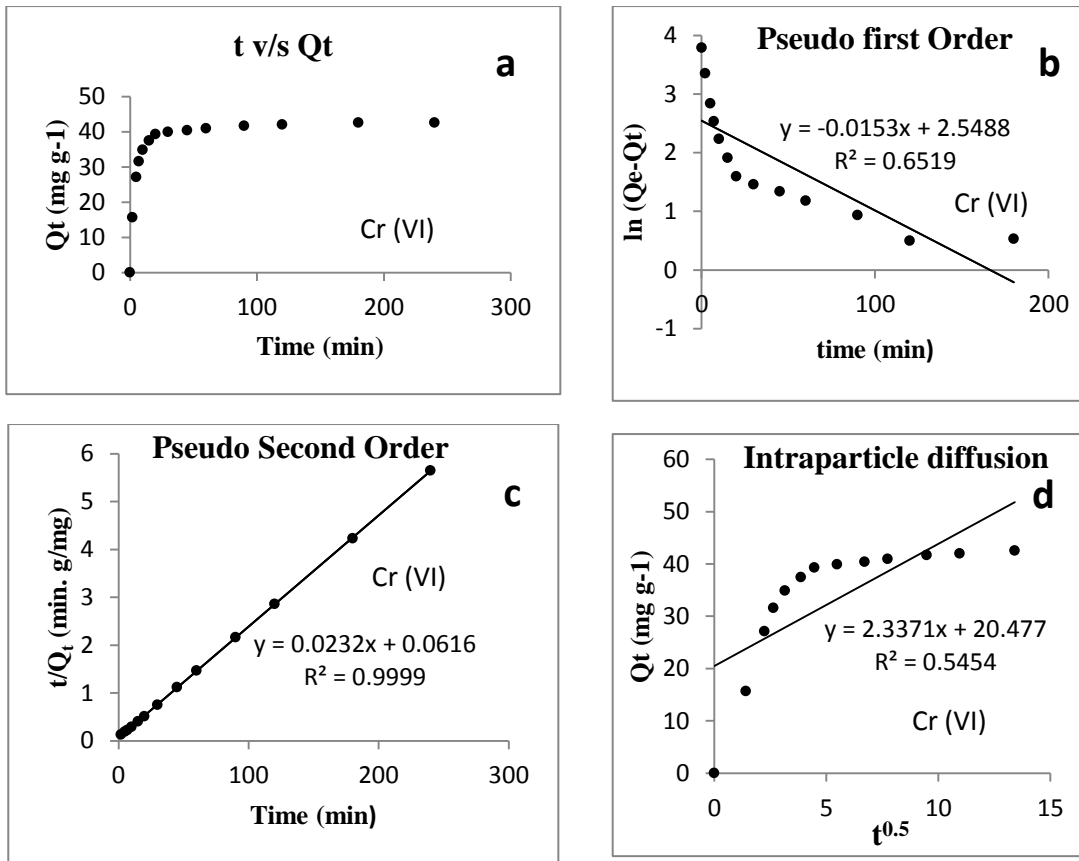 t v/s Qt
a
Qt (mg g-1)
50
40
30
20
10
0
Cr (VI)
0 100 200 300
Time (min)
Pseudo first Order
b
ln (Qe-Qt)
4
3
2
1
0
-1
y = -0.0153x + 2.5488
R² = 0.6519
Cr (VI)
0 100 200
time (min)
Pseudo Second Order
c
t/Qt (min. g/mg)
6
5
4
3
2
1
0
Cr (VI)
y = 0.0232x + 0.0616
R² = 0.9999
0 100 200 300
Time (min)
Intraparticle diffusion
d
Qt (mg g-1)
60
50
40
30
20
10
0
y = 2.3371x + 20.477
R² = 0.5454
Cr (VI)
0 5 10 15
t^0.5